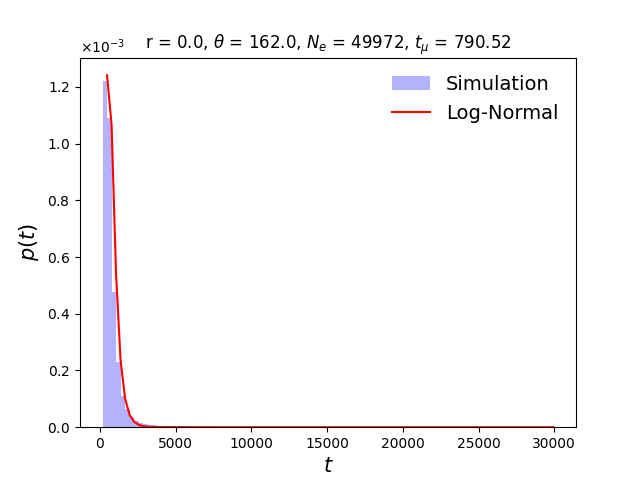 ×10⁻³ r = 0.0, θ = 162.0, Nₑ = 49972, t_μ = 790.52
Simulation
Log-Normal
1.2
1.0
0.8
0.6
0.4
0.2
0.0
p(t)
0 5000 10000 15000 20000 25000 30000
t